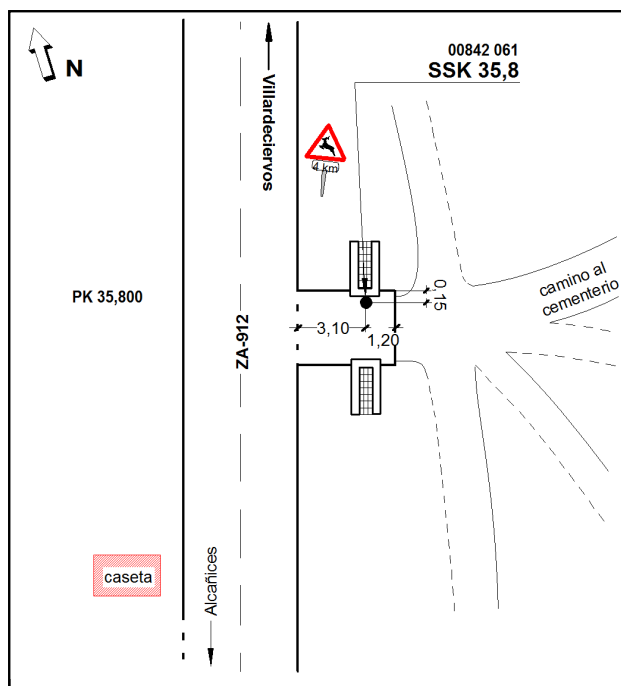 N
00842 061
SSK 35,8
Villardeciervos
4 km
PK 35,800
ZA-912
3,10
1,20
0,15
camino al
cementerio
caseta
Alcañices